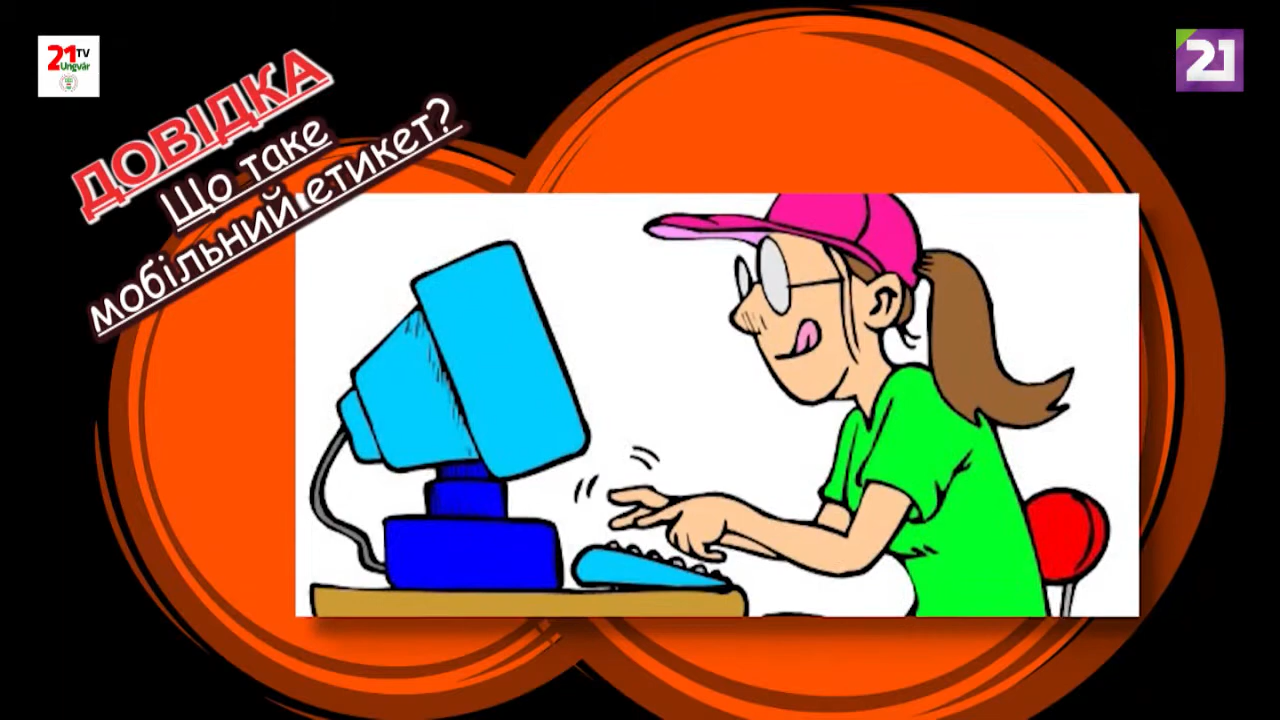 21 TV
Ungvár
21
ДОВІДКА
Що таке
мобільний етикет?